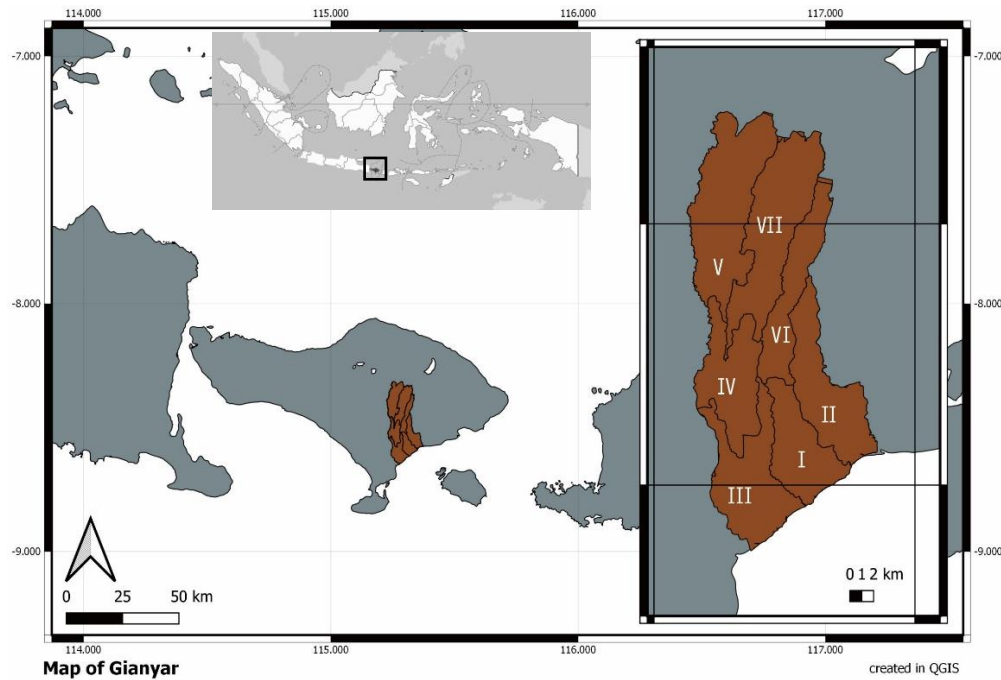 114.000 115.000 116.000 117.000
-7.000 -7.000
VII
V
-8.000 -8.000
VI
IV
II
I
III
-9.000 -9.000
0 25 50 km
0 1 2 km
114.000 115.000 116.000 117.000
Map of Gianyar
created in QGIS